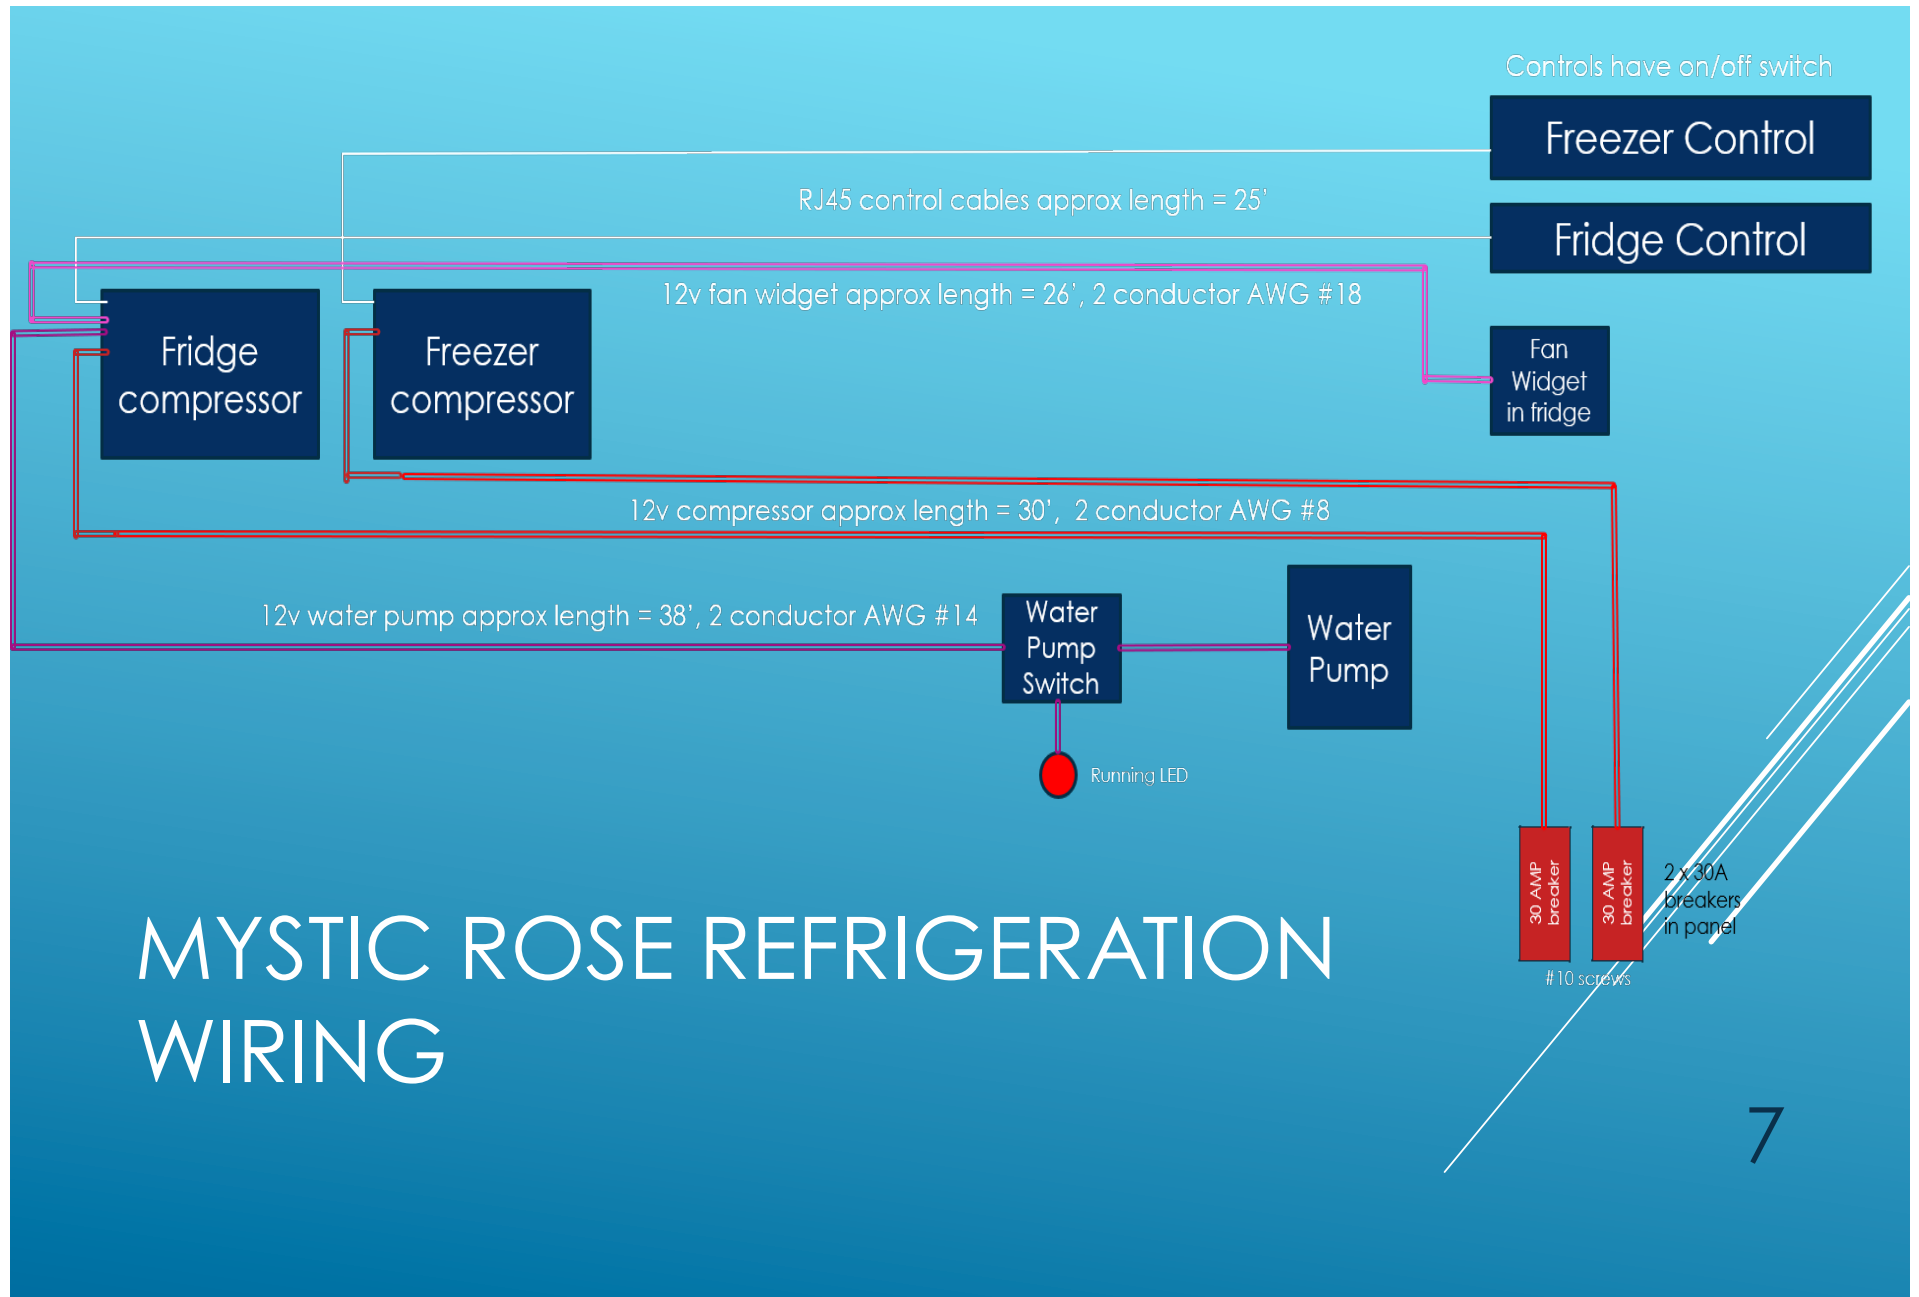 Controls have on/off switch
Freezer Control
RJ45 control cables approx length = 25'
Fridge Control
12v fan widget approx length = 26', 2 conductor AWG #18
Fridge
compressor
Freezer
compressor
Fan
Widget
in fridge
12v compressor approx length = 30',  2 conductor AWG #8
12v water pump approx length = 38', 2 conductor AWG #14
Water
Pump
Switch
Water
Pump
Running LED
30 AMP
breaker
30 AMP
breaker
2 x 30A
breakers
in panel
#10 screws
MYSTIC ROSE REFRIGERATION
WIRING
7